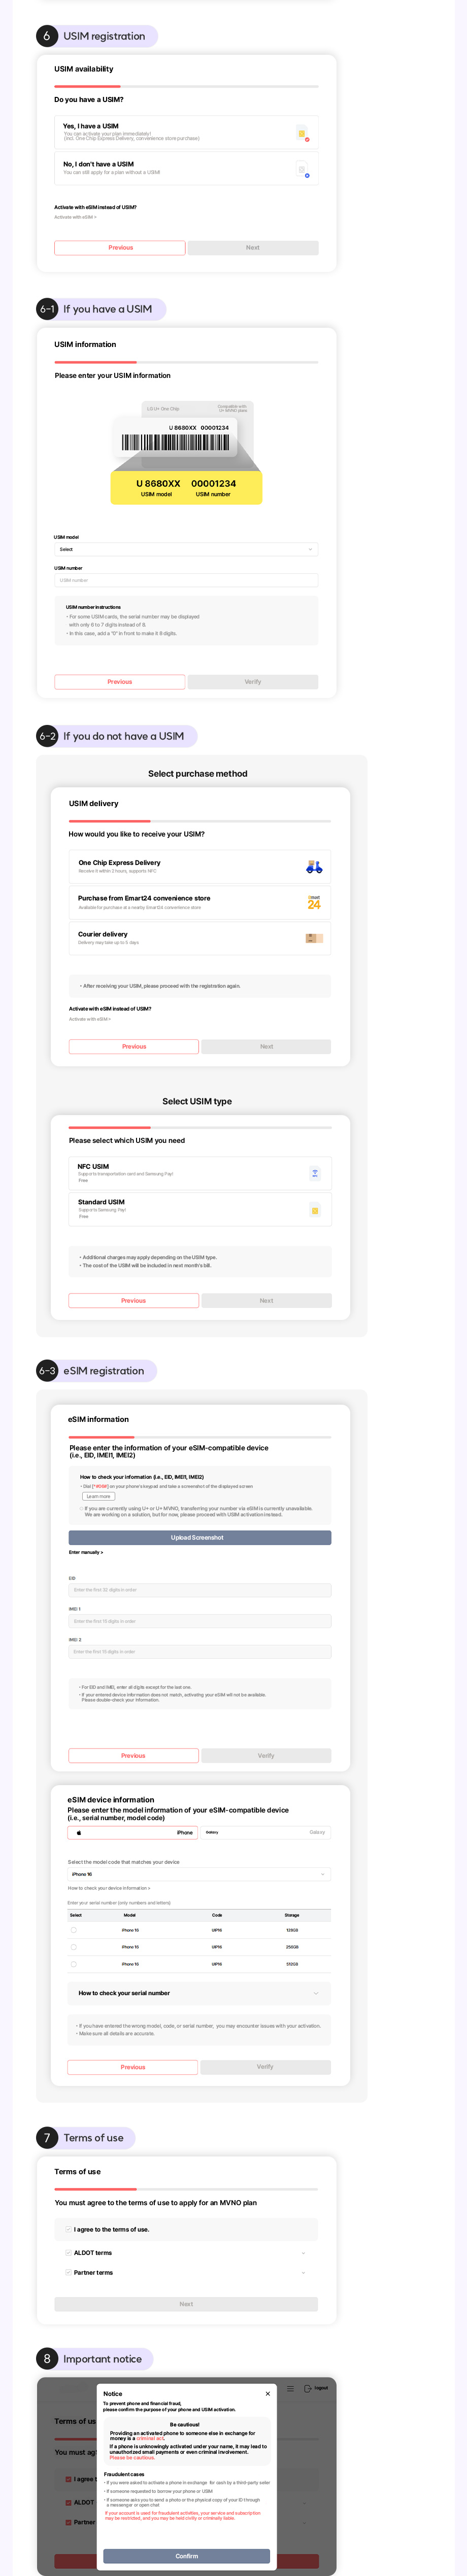 6 USIM registration
USIM availability
Do you have a USIM?
Yes, I have a USIM
You can activate your plan immediately!
(Incl. One Chip Express Delivery, convenience store purchase)
No, I don't have a USIM
You can still apply for a plan without a USIM!
Activate with eSIM instead of USIM?
Activate with eSIM >
Previous Next
6-1 If you have a USIM
USIM information
Please enter your USIM information
LG U+ One Chip
Compatible with
U+ MVNO plans
U 8680XX 00001234
U 8680XX 00001234
USIM model USIM number
USIM model
Select
USIM number
USIM number
USIM number instructions
• For some USIM cards, the serial number may be displayed
with only 6 to 7 digits instead of 8.
• In this case, add a "0" in front to make it 8 digits.
Previous Verify
6-2 If you do not have a USIM
Select purchase method
USIM delivery
How would you like to receive your USIM?
One Chip Express Delivery
Receive it within 2 hours, supports NFC
Purchase from Emart24 convenience store
Available for purchase at a nearby Emart24 convenience store
emart
24
Courier delivery
Delivery may take up to 5 days
• After receiving your USIM, please proceed with the registration again.
Activate with eSIM instead of USIM?
Activate with eSIM >
Previous Next
Select USIM type
Please select which USIM you need
NFC USIM
Supports transportation card and Samsung Pay!
Free
Standard USIM
Supports Samsung Pay!
Free
• Additional charges may apply depending on the USIM type.
• The cost of the USIM will be included in next month's bill.
Previous Next
6-3 eSIM registration
eSIM information
Please enter the information of your eSIM-compatible device
(i.e., EID, IMEI1, IMEI2)
How to check your information (i.e., EID, IMEI1, IMEI2)
• Dial [*#06#] on your phone's keypad and take a screenshot of the displayed screen
Learn more
If you are currently using U+ or U+ MVNO, transferring your number via eSIM is currently unavailable.
We are working on a solution, but for now, please proceed with USIM activation instead.
Upload Screenshot
Enter manually >
EID
Enter the first 32 digits in order
IMEI 1
Enter the first 15 digits in order
IMEI 2
Enter the first 15 digits in order
• For EID and IMEI, enter all digits except for the last one.
• If your entered device information does not match, activating your eSIM will not be available.
Please double-check your information.
Previous Verify
eSIM device information
Please enter the model information of your eSIM-compatible device
(i.e., serial number, model code)
iPhone Galaxy Galaxy
Select the model code that matches your device
iPhone 16
How to check your device information >
Enter your serial number (only numbers and letters)
Select Model Code Storage
iPhone 16 UIP16 128GB
iPhone 16 UIP16 256GB
iPhone 16 UIP16 512GB
How to check your serial number
• If you have entered the wrong model, code, or serial number, you may encounter issues with your activation.
• Make sure all details are accurate.
Previous Verify
7 Terms of use
Terms of use
You must agree to the terms of use to apply for an MVNO plan
I agree to the terms of use.
ALDOT terms
Partner terms
Next
8 Important notice
logout
Terms of us
You must ag
I agree t
ALDOT
Partner
Notice
To prevent phone and financial fraud,
please confirm the purpose of your phone and USIM activation.
Be cautious!
Providing an activated phone to someone else in exchange for
money is a criminal act.
If a phone is unknowingly activated under your name, it may lead to
unauthorized small payments or even criminal involvement.
Please be cautious.
Fraudulent cases
• If you were asked to activate a phone in exchange for cash by a third-party seller
• If someone requested to borrow your phone or USIM
• If someone asks you to send a photo or the physical copy of your ID through
a messenger or open chat
If your account is used for fraudulent activities, your service and subscription
may be restricted, and you may be held civilly or criminally liable.
Confirm